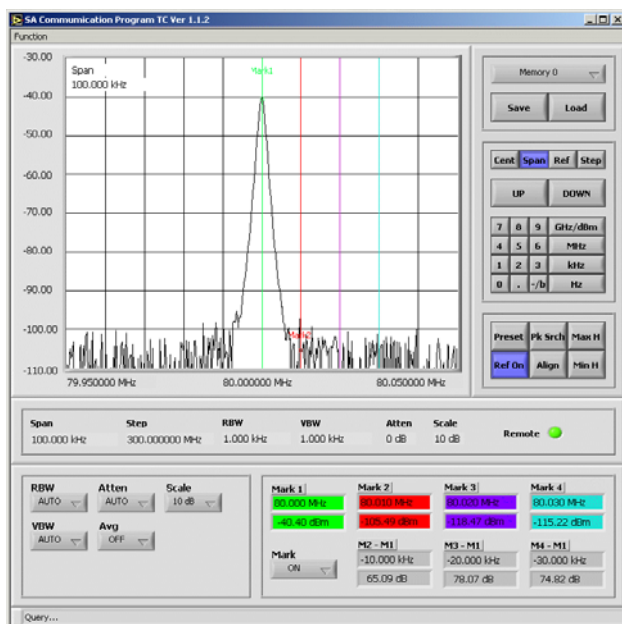 SA Communication Program TC Ver 1.1.2
Function
-30.00
-40.00
-50.00
-60.00
-70.00
-80.00
-90.00
-100.00
-110.00
Span
100.000 kHz
Mark1
Mark2
79.950000 MHz 80.000000 MHz 80.050000 MHz
Memory 0
Save Load
Cent Span Ref Step
UP DOWN
7 8 9 GHz/dBm
4 5 6 MHz
1 2 3 kHz
0 . -/b Hz
Preset Pk Srch Max H
Ref On Align Min H
Span Step RBW VBW Atten Scale
100.000 kHz 300.000000 MHz 1.000 kHz 1.000 kHz 0 dB 10 dB
Remote
RBW Atten Scale
AUTO AUTO 10 dB
VBW Avg
AUTO OFF
Mark 1 Mark 2 Mark 3 Mark 4
80.000 MHz 80.010 MHz 80.020 MHz 80.030 MHz
-40.40 dBm -105.49 dBm -118.47 dBm -115.22 dBm
Mark M2 - M1 M3 - M1 M4 - M1
ON -10.000 kHz -20.000 kHz -30.000 kHz
65.09 dB 78.07 dB 74.82 dB
Query...